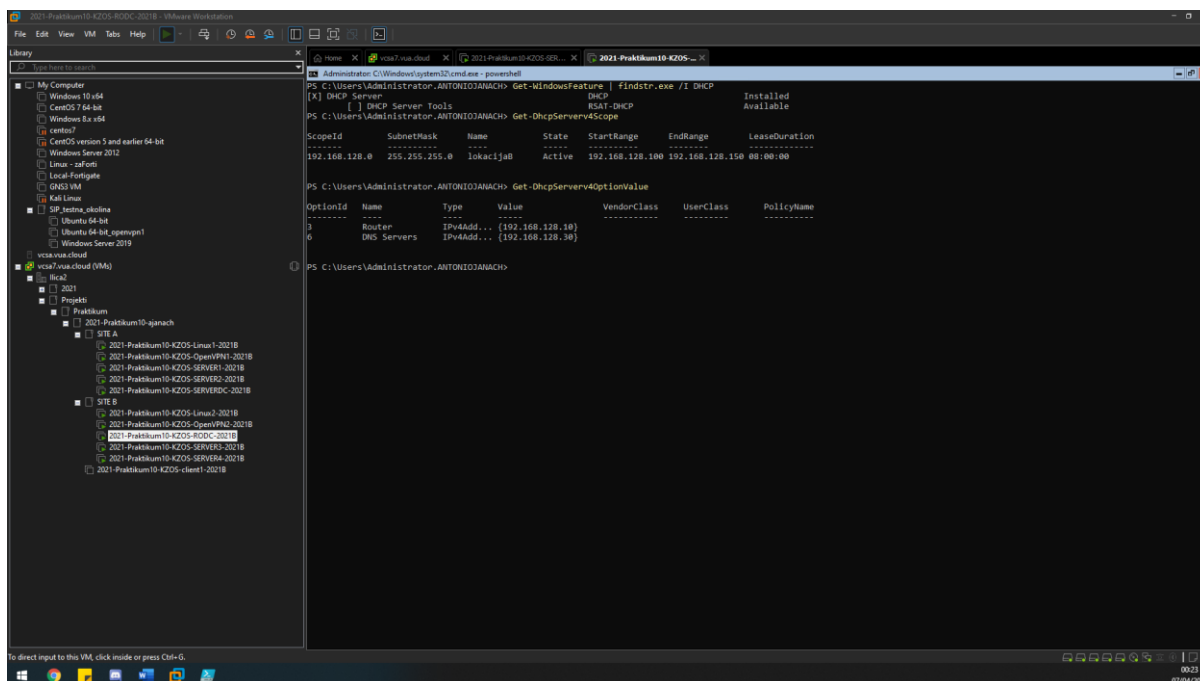 2021-Praktikum10-KZOS-RODC-2021B - VMware Workstation
File Edit View VM Tabs Help
Library
Type here to search
My Computer
Windows 10 x64
CentOS 7 64-bit
Windows 8.x x64
centos7
CentOS version 5 and earlier 64-bit
Windows Server 2012
Linux - zaForti
Local-Fortigate
GNS3 VM
Kali Linux
SIP_testna_okolina
Ubuntu 64-bit
Ubuntu 64-bit_openvpn1
Windows Server 2019
vcsa.vua.cloud
vcsa7.vua.cloud (VMs)
Ilica2
2021
Projekti
Praktikum
2021-Praktikum10-ajanach
SITE A
2021-Praktikum10-KZOS-Linux1-2021B
2021-Praktikum10-KZOS-OpenVPN1-2021B
2021-Praktikum10-KZOS-SERVER1-2021B
2021-Praktikum10-KZOS-SERVER2-2021B
2021-Praktikum10-KZOS-SERVERDC-2021B
SITE B
2021-Praktikum10-KZOS-Linux2-2021B
2021-Praktikum10-KZOS-OpenVPN2-2021B
2021-Praktikum10-KZOS-RODC-2021B
2021-Praktikum10-KZOS-SERVER3-2021B
2021-Praktikum10-KZOS-SERVER4-2021B
2021-Praktikum10-KZOS-client1-2021B
Home vcsa7.vua.cloud 2021-Praktikum10-KZOS-SER... 2021-Praktikum10-KZOS-...
Administrator: C:\Windows\system32\cmd.exe - powershell
PS C:\Users\Administrator.ANTONIOJANACH> Get-WindowsFeature | findstr.exe /I DHCP
[X] DHCP Server DHCP Installed
[ ] DHCP Server Tools RSAT-DHCP Available
PS C:\Users\Administrator.ANTONIOJANACH> Get-DhcpServerv4Scope
ScopeId SubnetMask Name State StartRange EndRange LeaseDuration
------- ---------- ---- ----- ---------- -------- -------------
192.168.128.0 255.255.255.0 lokacijaB Active 192.168.128.100 192.168.128.150 08:00:00
PS C:\Users\Administrator.ANTONIOJANACH> Get-DhcpServerv4OptionValue
OptionId Name Type Value VendorClass UserClass PolicyName
-------- ---- ---- ----- ----------- --------- ----------
3 Router IPv4Add... {192.168.128.10}
6 DNS Servers IPv4Add... {192.168.128.30}
PS C:\Users\Administrator.ANTONIOJANACH>
To direct input to this VM, click inside or press Ctrl+G.
00:23